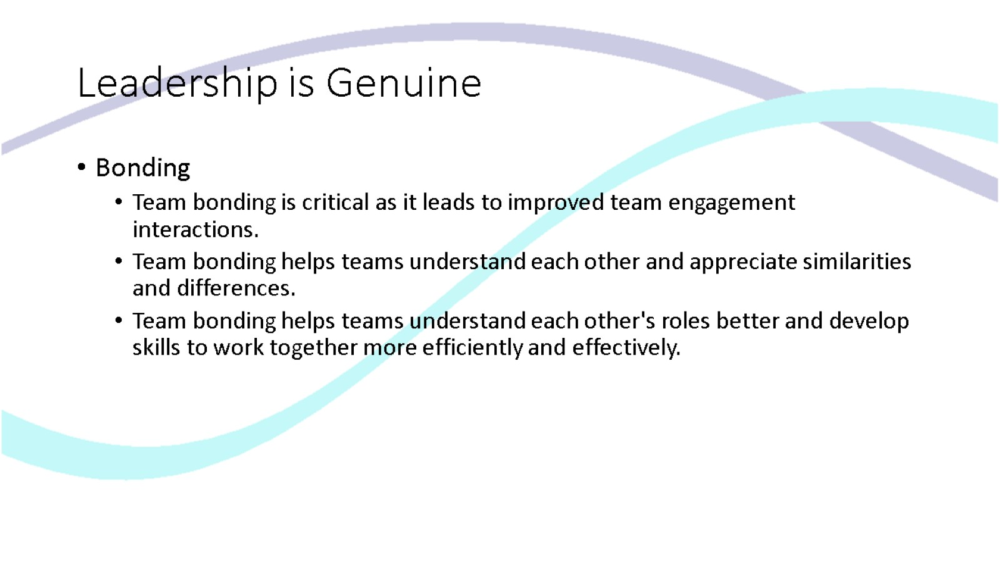 Leadership is Genuine
• Bonding
• Team bonding is critical as it leads to improved team engagement
interactions.
• Team bonding helps teams understand each other and appreciate similarities
and differences.
• Team bonding helps teams understand each other's roles better and develop
skills to work together more efficiently and effectively.